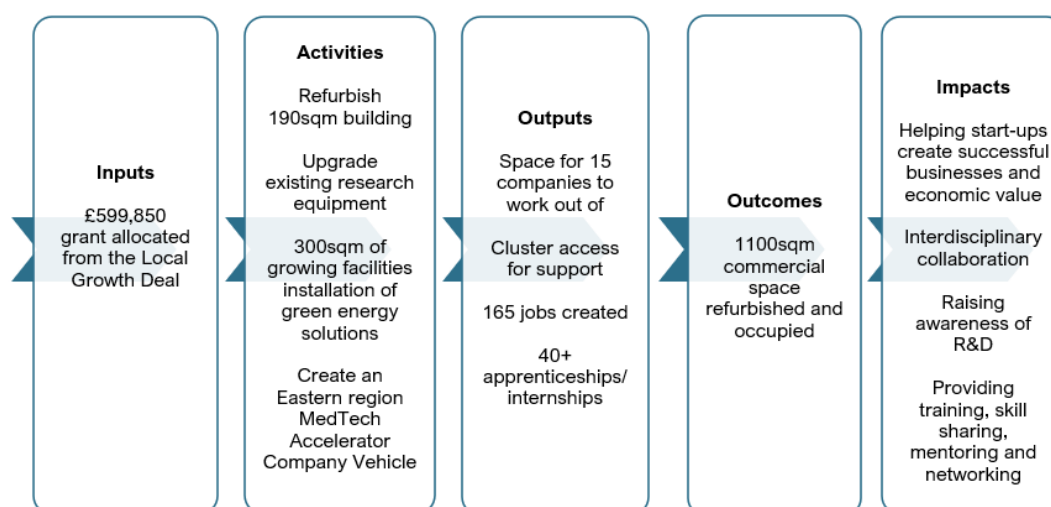 Inputs
£599,850
grant allocated
from the Local
Growth Deal
Activities
Refurbish
190sqm building
Upgrade
existing research
equipment
300sqm of
growing facilities
installation of
green energy
solutions
Create an
Eastern region
MedTech
Accelerator
Company Vehicle
Outputs
Space for 15
companies to
work out of
Cluster access
for support
165 jobs created
40+
apprenticeships/
internships
Outcomes
1100sqm
commercial
space
refurbished and
occupied
Impacts
Helping start-ups
create successful
businesses and
economic value
Interdisciplinary
collaboration
Raising
awareness of
R&D
Providing
training, skill
sharing,
mentoring and
networking